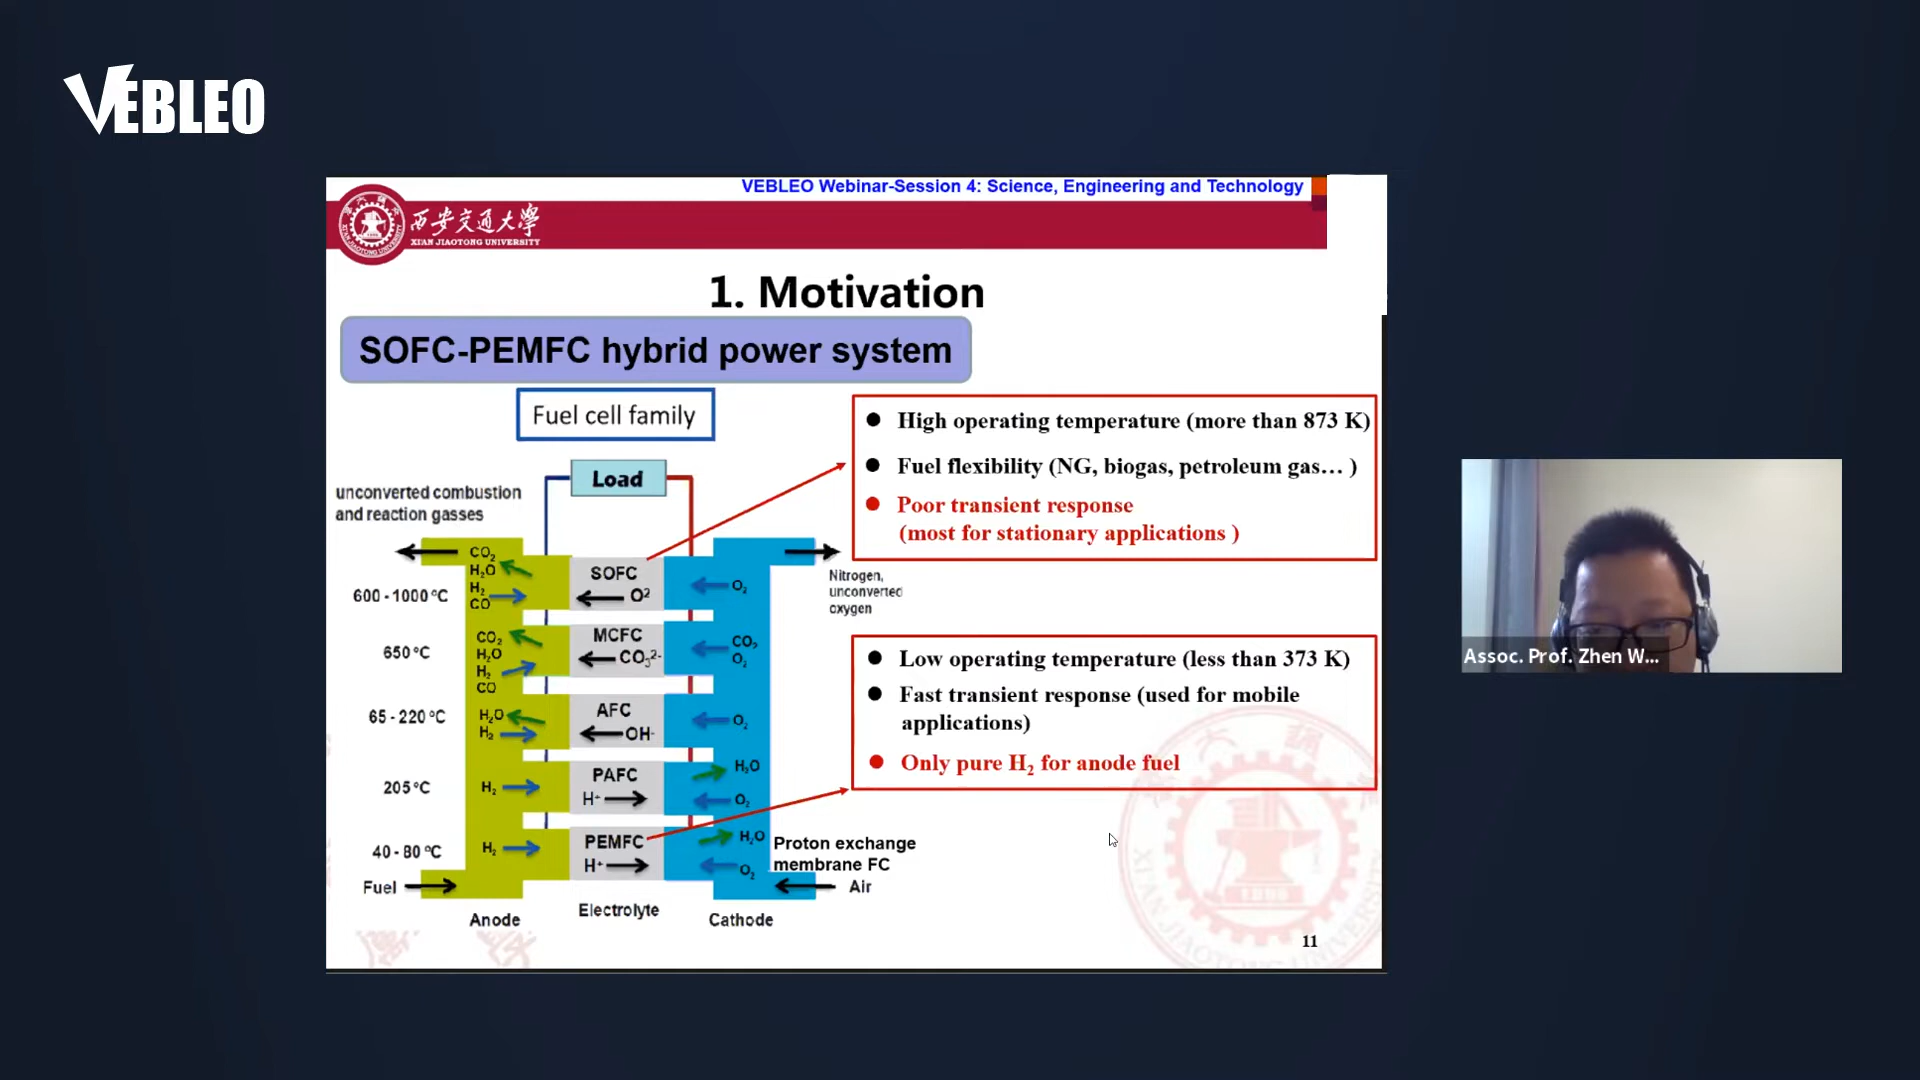 VEBLEO
VEBLEO Webinar-Session 4: Science, Engineering and Technology
西安交通大学
XI'AN JIAOTONG UNIVERSITY
1. Motivation
SOFC-PEMFC hybrid power system
Fuel cell family
Load
unconverted combustion
and reaction gasses
● High operating temperature (more than 873 K)
● Fuel flexibility (NG, biogas, petroleum gas… )
● Poor transient response
(most for stationary applications )
600 - 1000 °C
CO₂
H₂O
H₂
CO
SOFC
O²
O₂
Nitrogen,
unconverted
oxygen
650 °C
CO₂
H₂O
H₂
CO
MCFC
CO₃²⁻
CO₂
O₂
65 - 220 °C
H₂O
H₂
AFC
OH⁻
O₂
205 °C
H₂
PAFC
H⁺
H₂O
O₂
40 - 80 °C
H₂
PEMFC
H⁺
H₂O
O₂
● Low operating temperature (less than 373 K)
● Fast transient response (used for mobile
applications)
● Only pure H₂ for anode fuel
Proton exchange
membrane FC
Fuel
Air
Anode
Electrolyte
Cathode
11
Assoc. Prof. Zhen W...